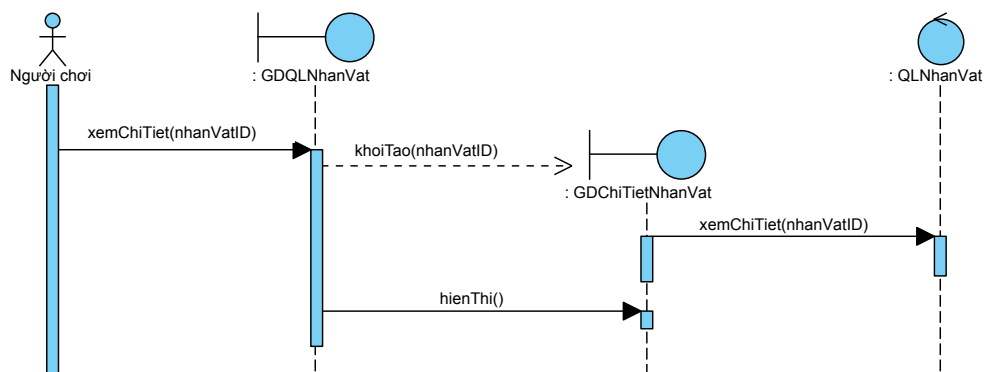 Người chơi
: GDQLNhanVat
: QLNhanVat
xemChiTiet(nhanVatID)
khoiTao(nhanVatID)
: GDChiTietNhanVat
xemChiTiet(nhanVatID)
hienThi()